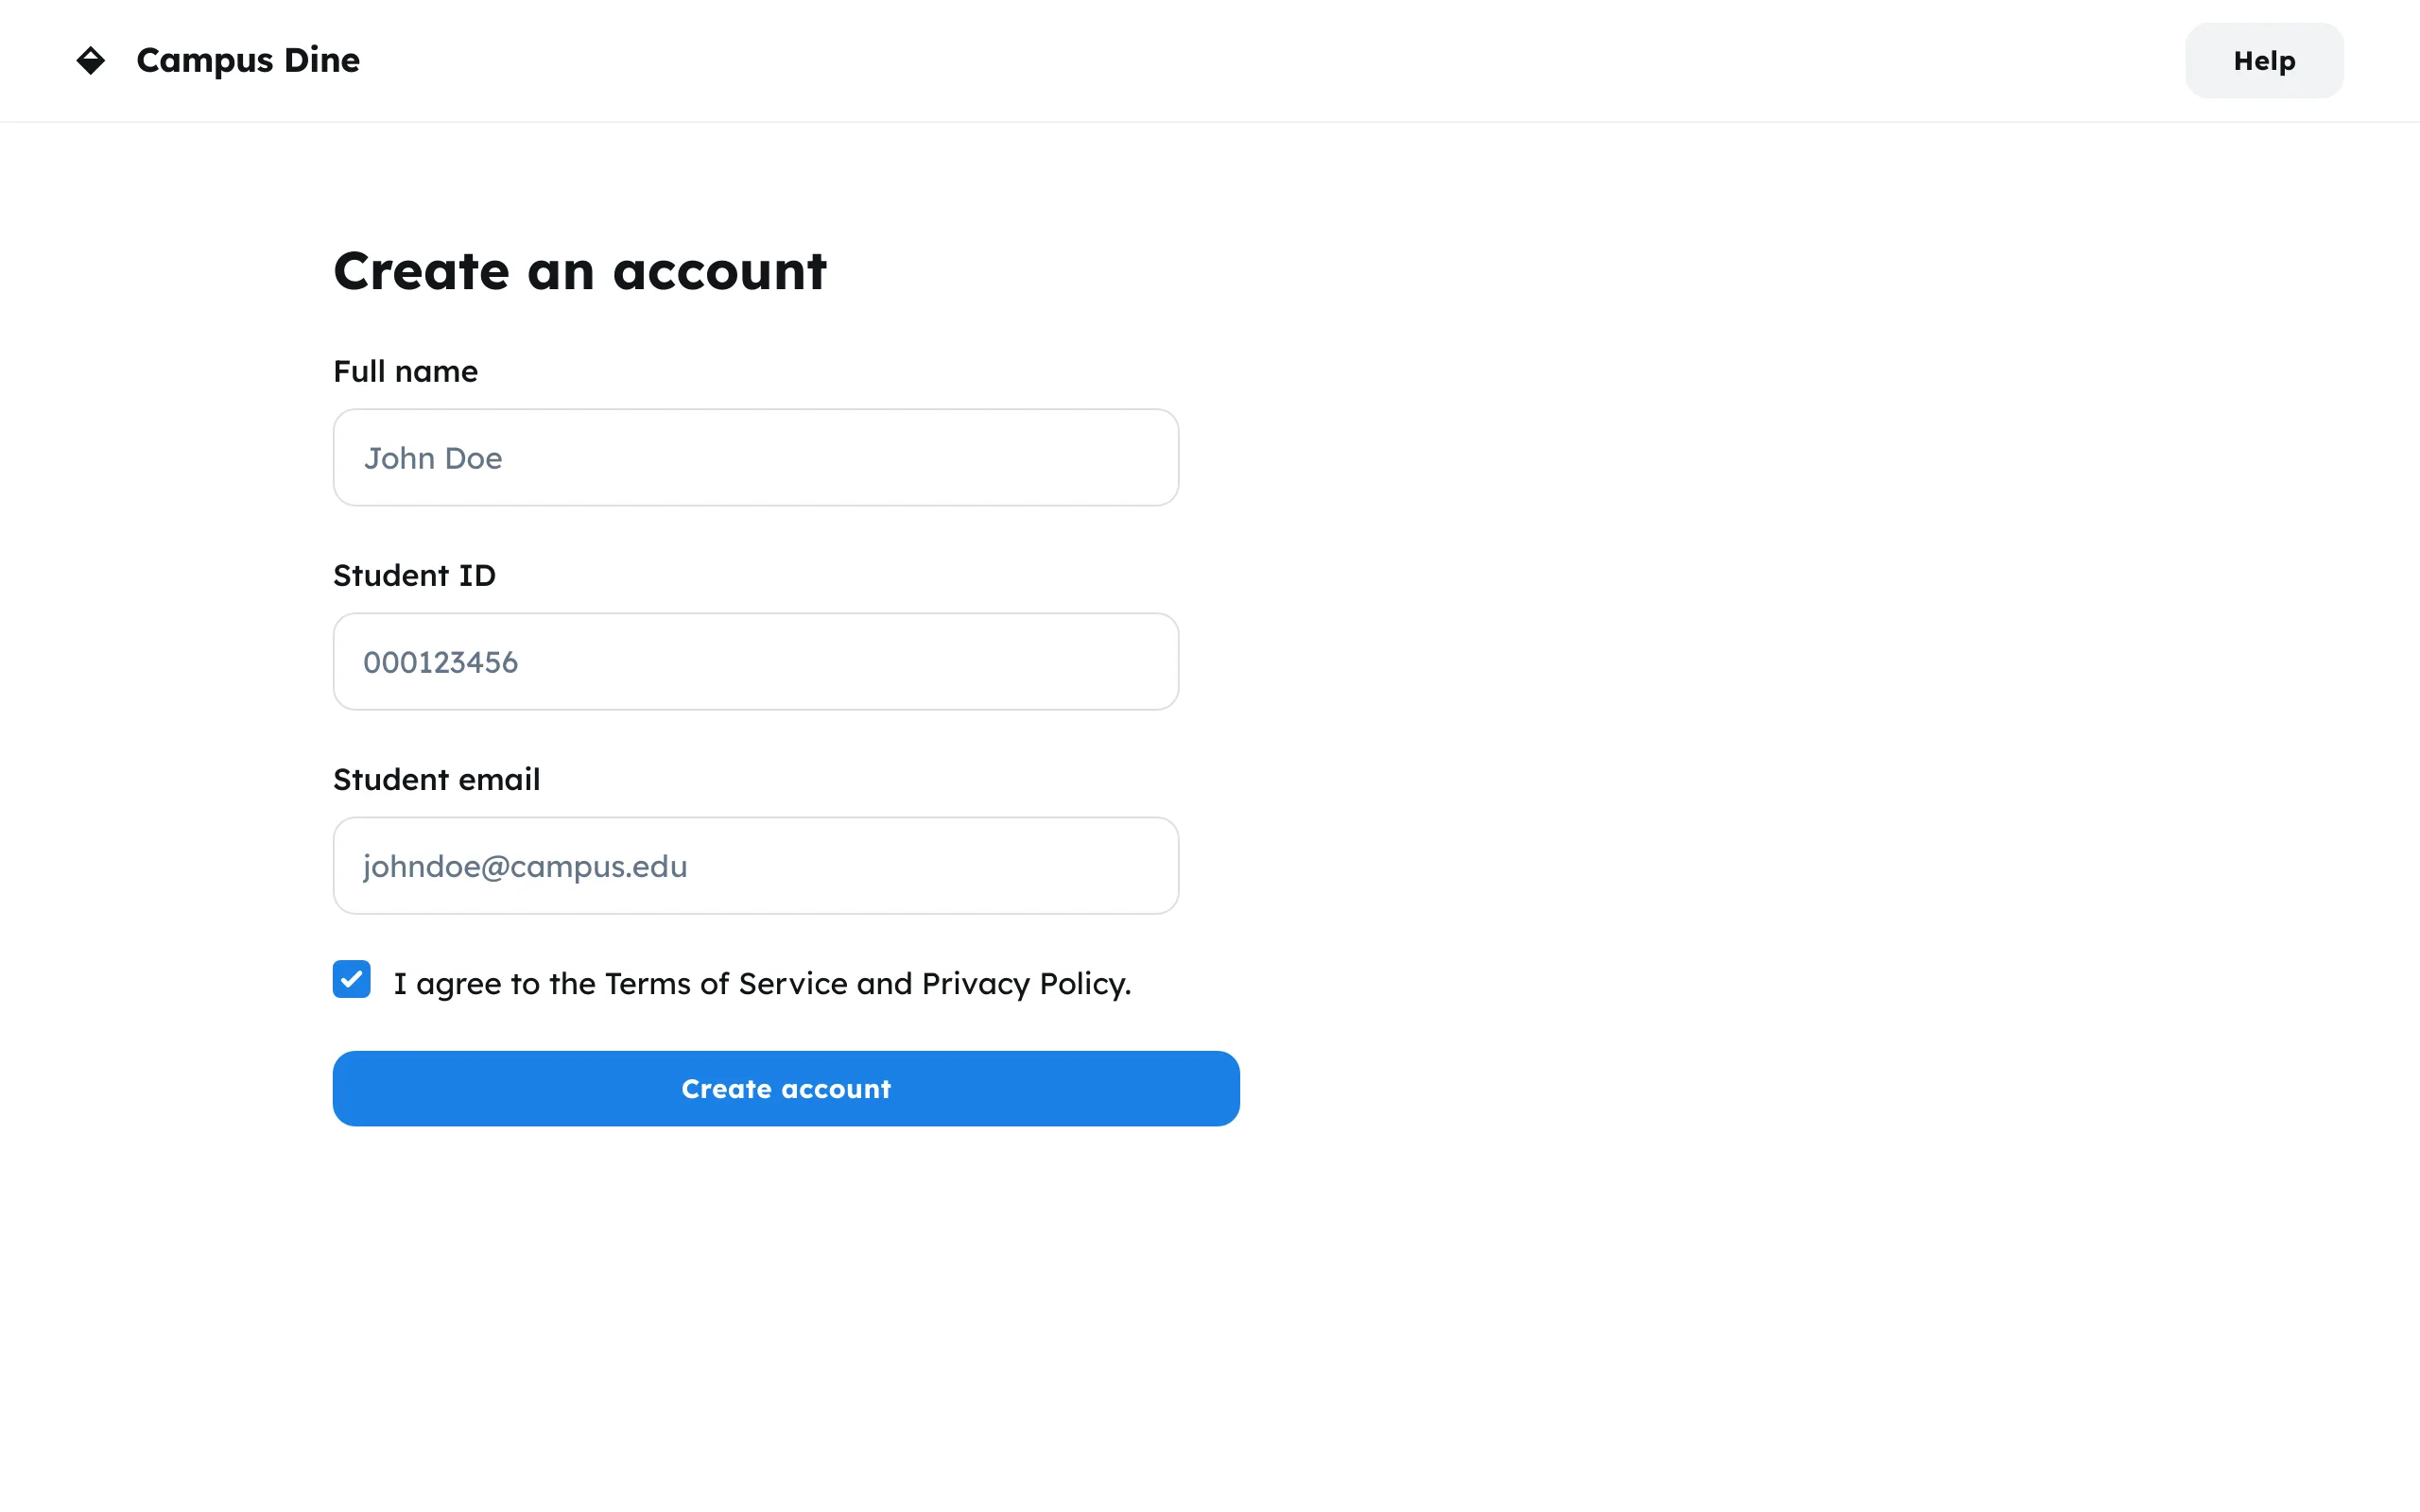 Campus Dine
Help
Create an account
Full name
John Doe
Student ID
000123456
Student email
johndoe@campus.edu
I agree to the Terms of Service and Privacy Policy.
Create account